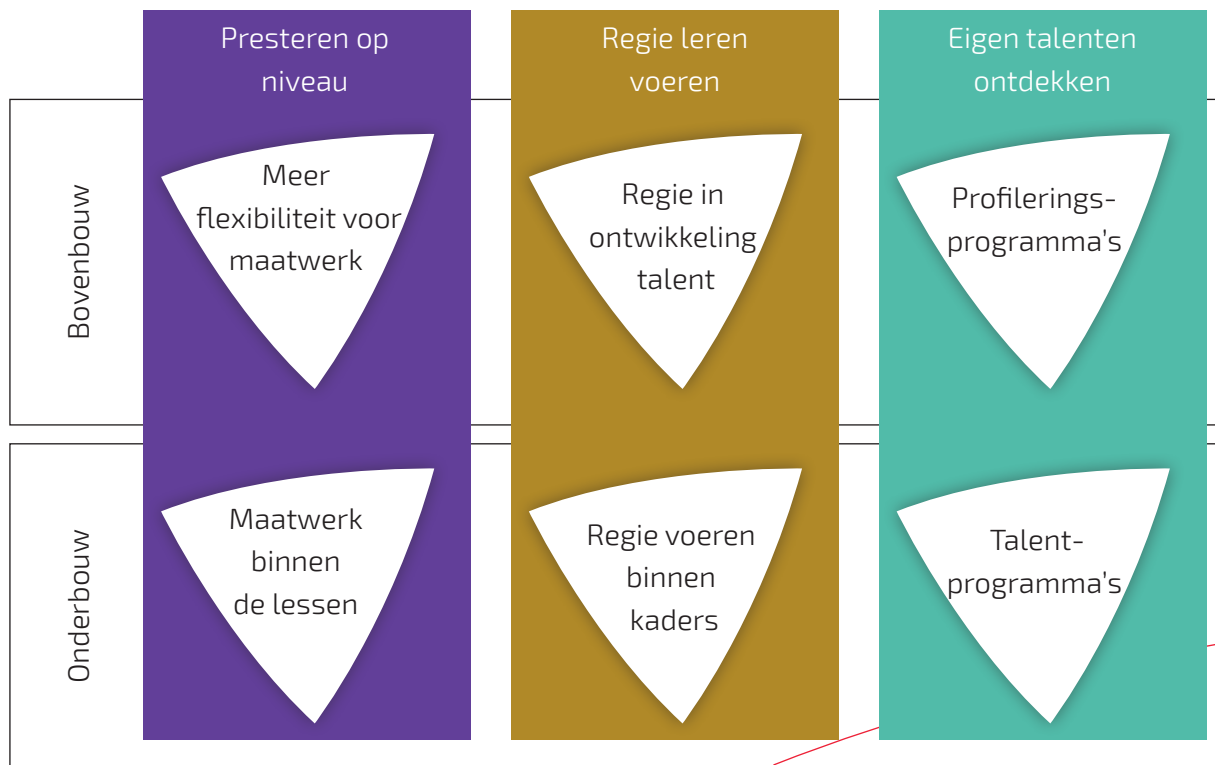 Presteren op
niveau
Regie leren
voeren
Eigen talenten
ontdekken
Bovenbouw
Meer
flexibiliteit voor
maatwerk
Regie in
ontwikkeling
talent
Profilerings-
programma's
Onderbouw
Maatwerk
binnen
de lessen
Regie voeren
binnen
kaders
Talent-
programma's